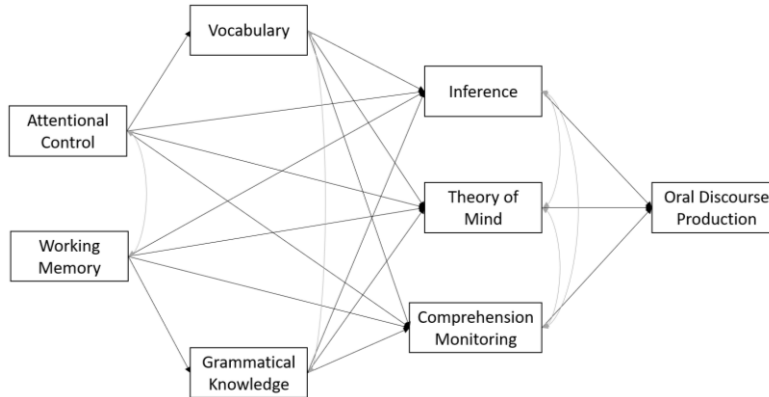 Vocabulary
Attentional
Control
Working
Memory
Grammatical
Knowledge
Inference
Theory of
Mind
Comprehension
Monitoring
Oral Discourse
Production